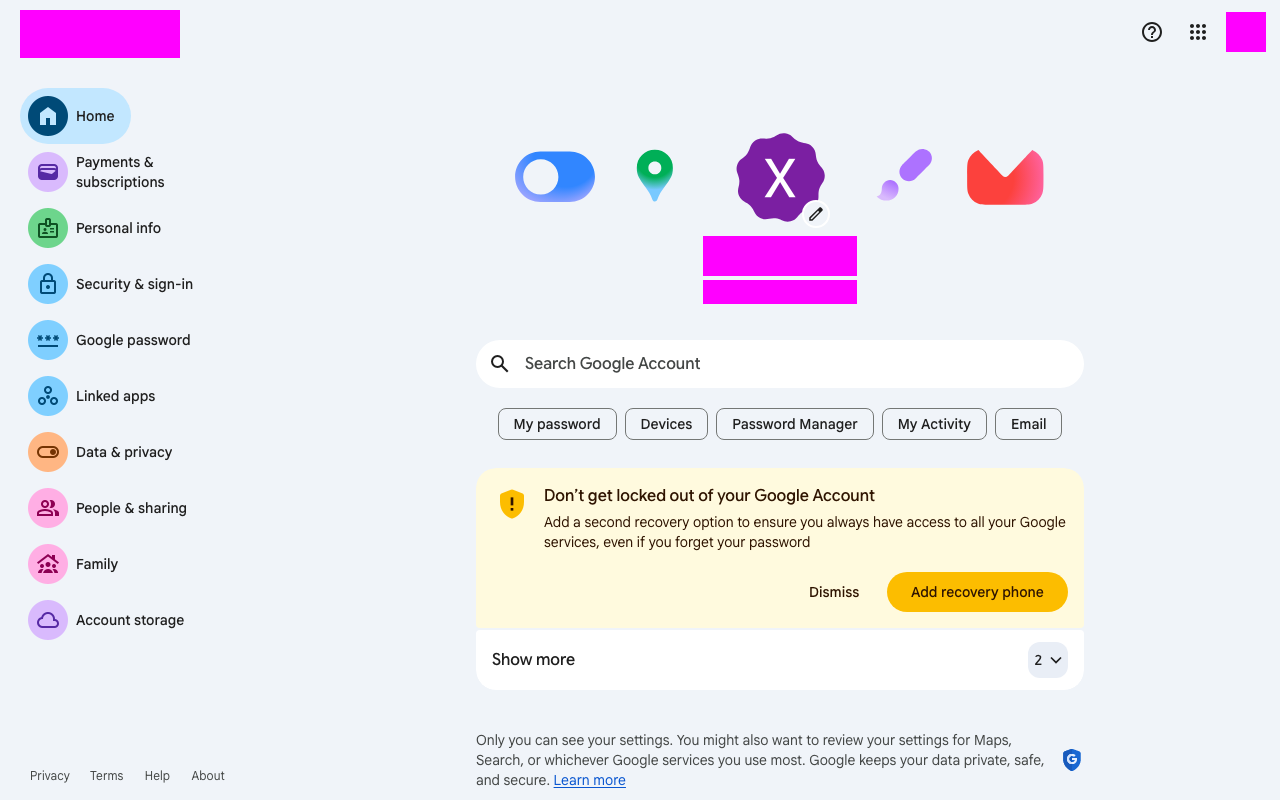 Home
Payments &
subscriptions
Personal info
Security & sign-in
Google password
Linked apps
Data & privacy
People & sharing
Family
Account storage
Privacy Terms Help About
X
Search Google Account
My password Devices Password Manager My Activity Email
Don’t get locked out of your Google Account
Add a second recovery option to ensure you always have access to all your Google
services, even if you forget your password
Dismiss Add recovery phone
Show more 2
Only you can see your settings. You might also want to review your settings for Maps,
Search, or whichever Google services you use most. Google keeps your data private, safe,
and secure. Learn more
G